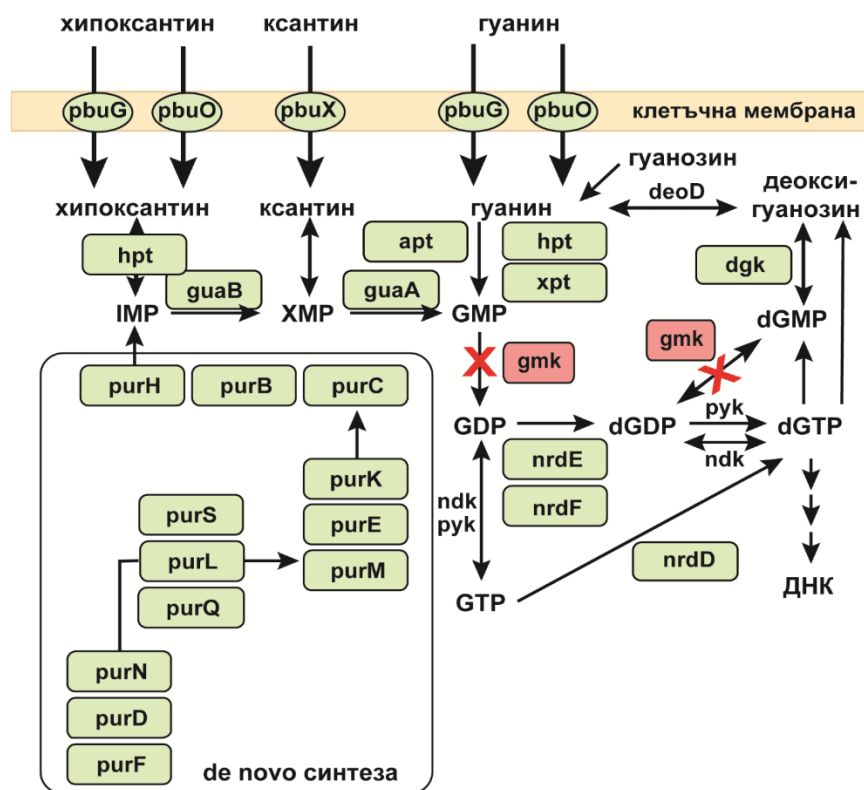 хипоксантин ксантин гуанин
pbuG pbuO pbuX pbuG pbuO клетъчна мембрана
гуанозин
хипоксантин ксантин гуанин deoD деокси-
гуанозин
hpt apt hpt
guaB guaA xpt dgk
IMP XMP GMP dGMP
gmk gmk
purH purB purC
GDP dGDP pyk dGTP
ndk
purK nrdE
ndk
pyk
purS purE nrdF
purL purM nrdD
purQ GTP ДНК
purN
purD
purF de novo синтеза